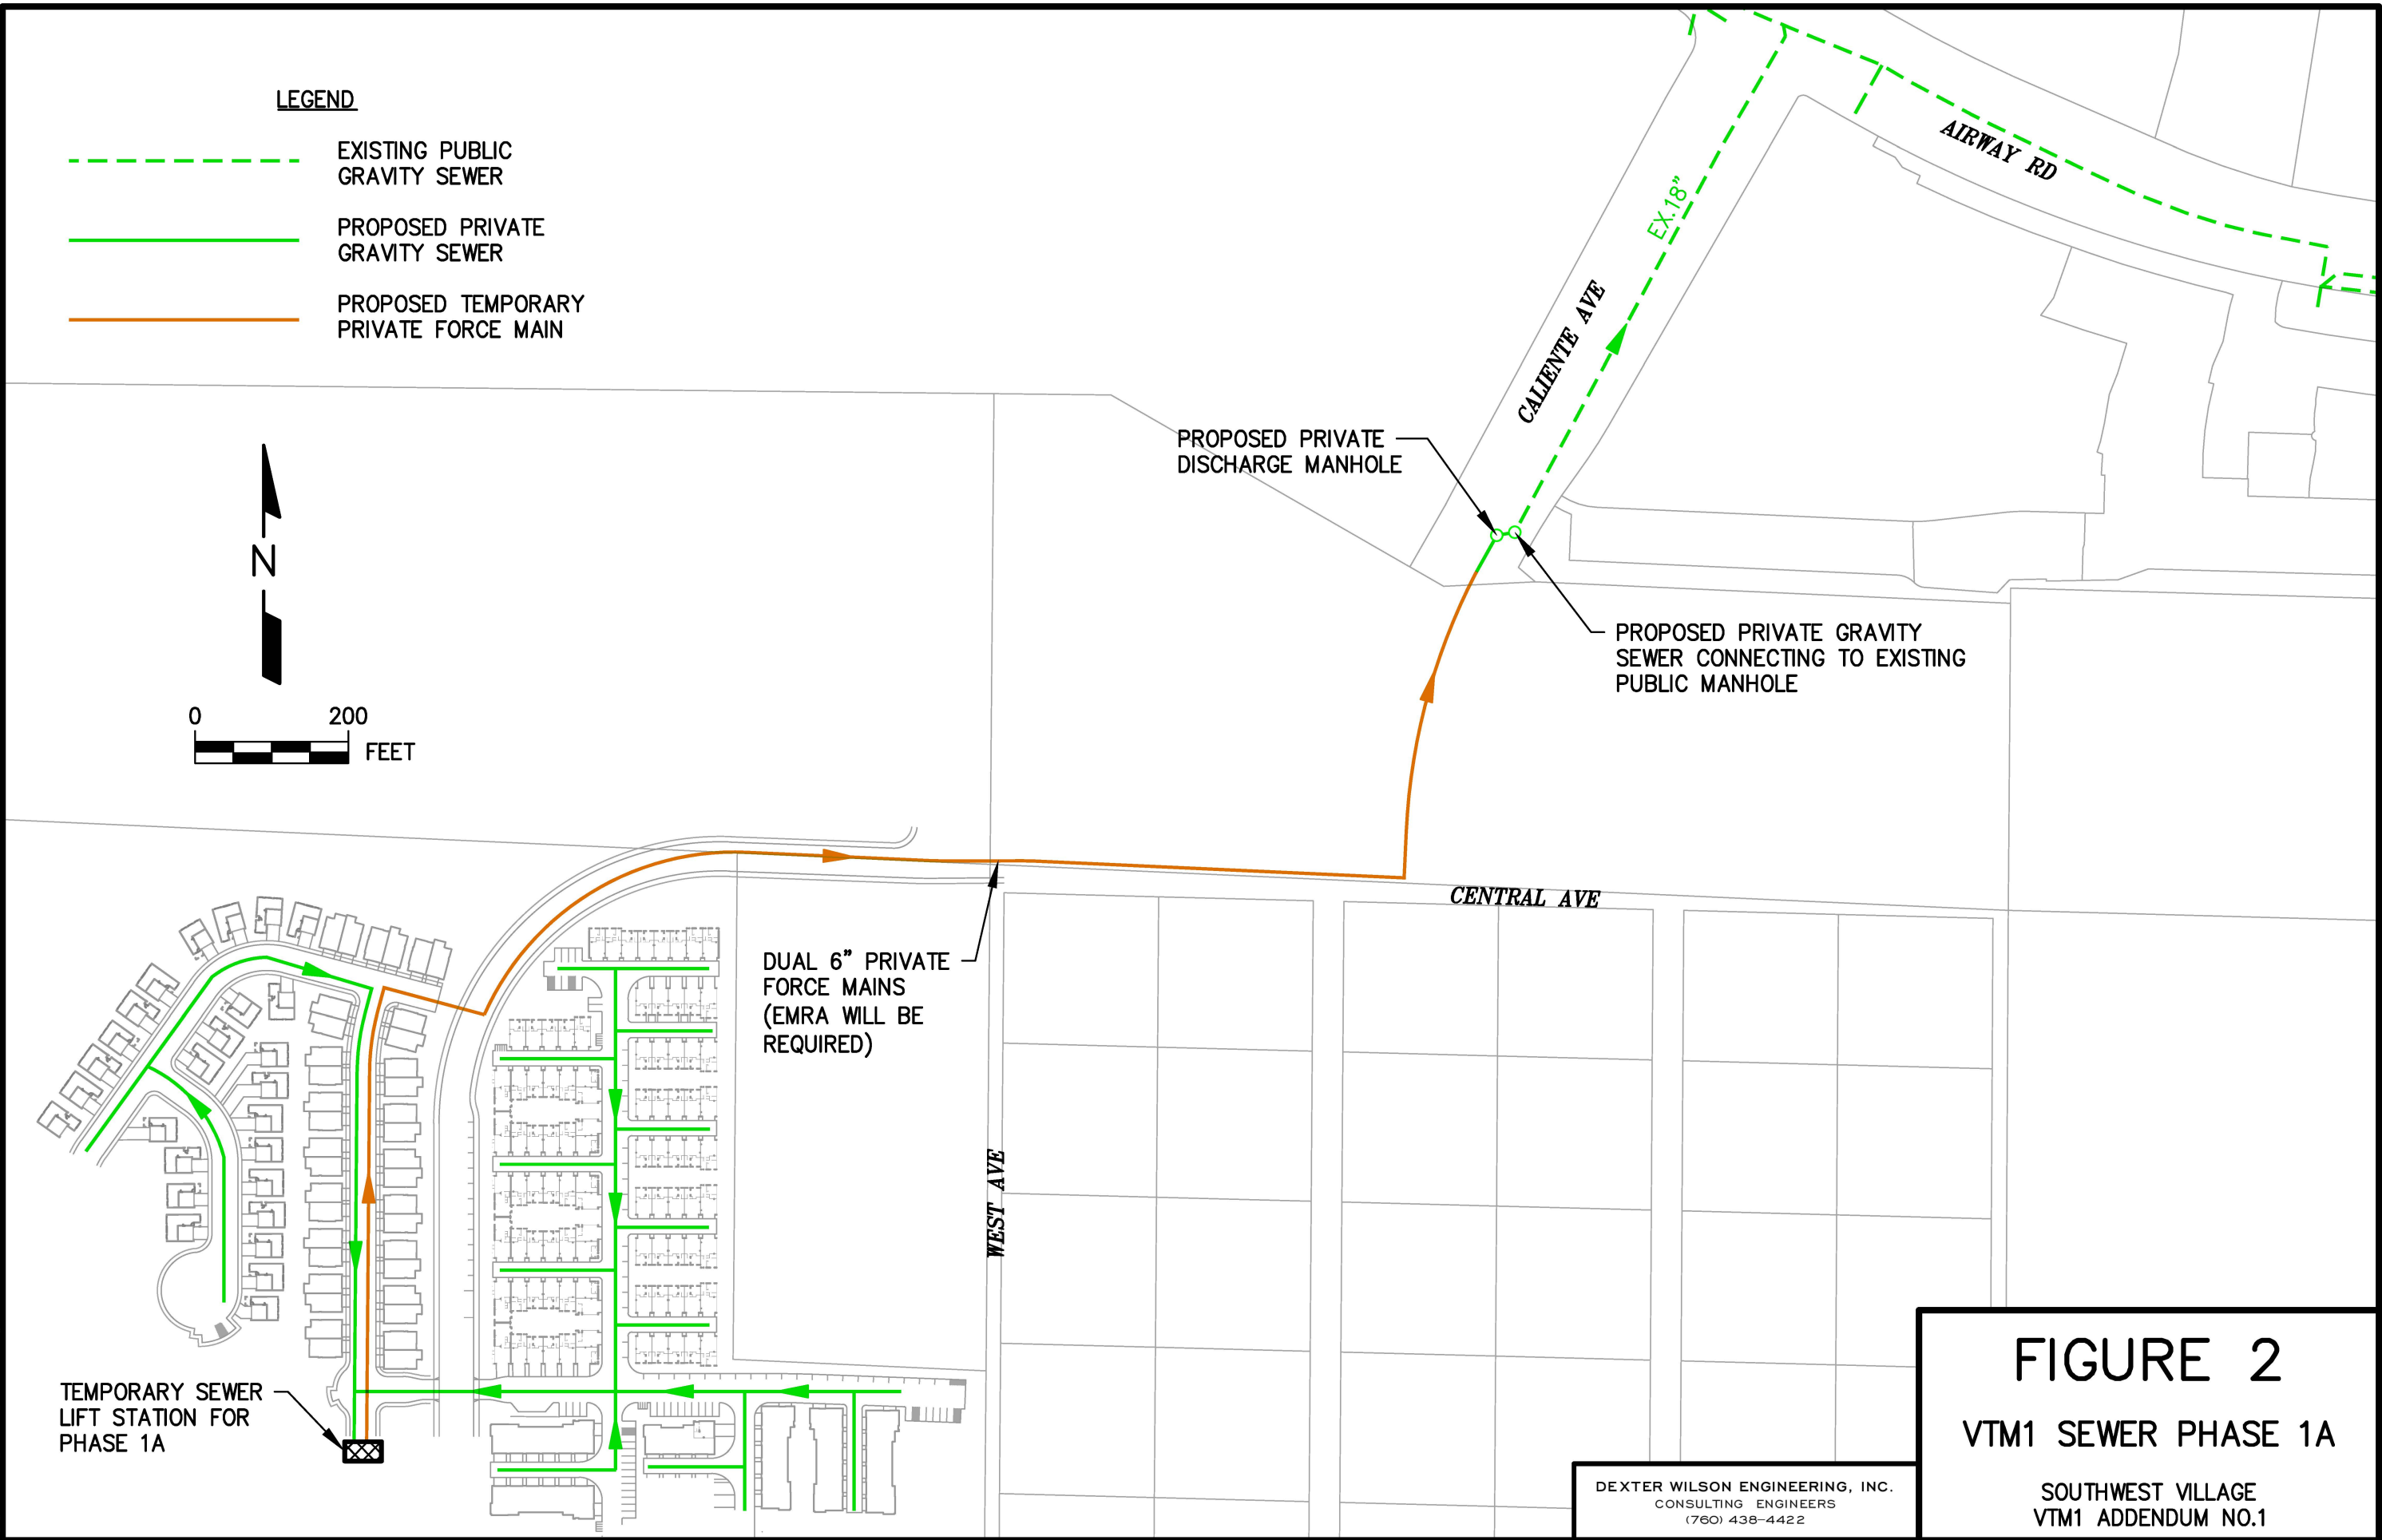 LEGEND
EXISTING PUBLIC
GRAVITY SEWER
PROPOSED PRIVATE
GRAVITY SEWER
PROPOSED TEMPORARY
PRIVATE FORCE MAIN
N
0 200
FEET
AIRWAY RD
EX.18"
CALIENTE AVE
PROPOSED PRIVATE
DISCHARGE MANHOLE
PROPOSED PRIVATE GRAVITY
SEWER CONNECTING TO EXISTING
PUBLIC MANHOLE
CENTRAL AVE
DUAL 6" PRIVATE
FORCE MAINS
(EMRA WILL BE
REQUIRED)
WEST AVE
TEMPORARY SEWER
LIFT STATION FOR
PHASE 1A
DEXTER WILSON ENGINEERING, INC.
CONSULTING ENGINEERS
(760) 438-4422
FIGURE 2
VTM1 SEWER PHASE 1A
SOUTHWEST VILLAGE
VTM1 ADDENDUM NO.1